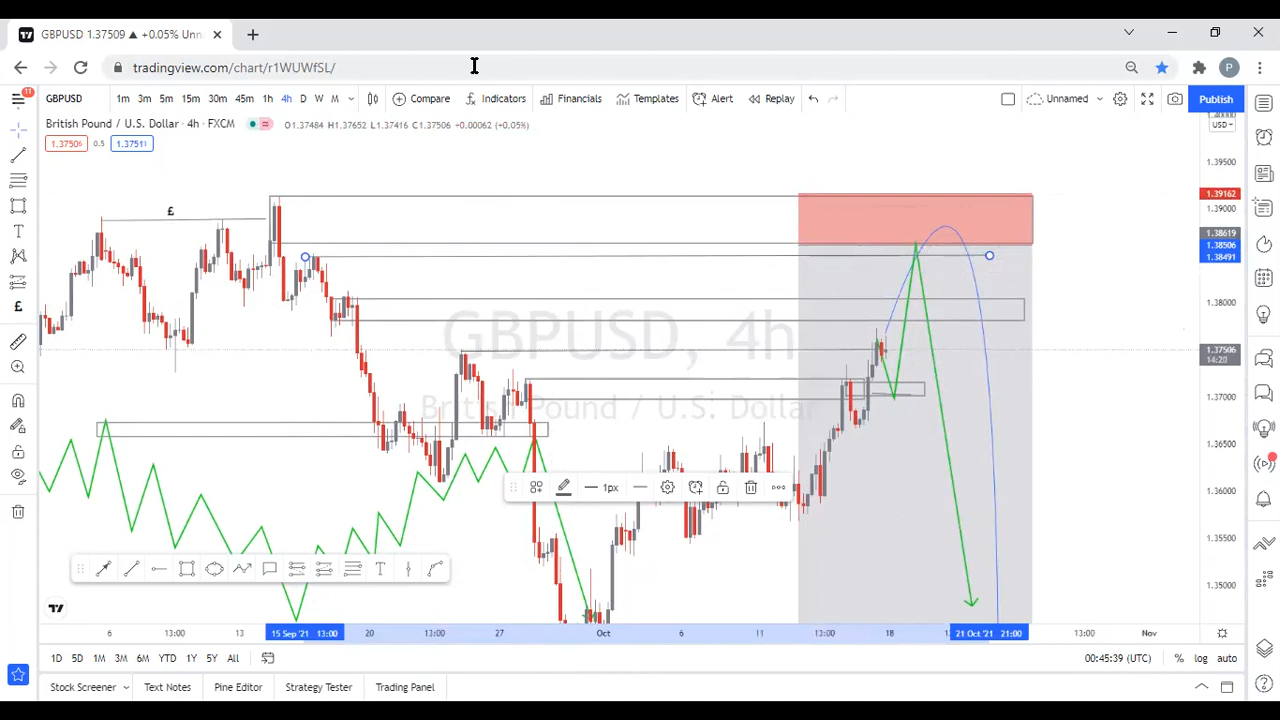 GBPUSD 1.37509 ▲ +0.05% Unn
tradingview.com/chart/r1WUWfSL/
11
GBPUSD 1m 3m 5m 15m 30m 45m 1h 4h D W M Compare Indicators Financials Templates Alert Replay Unnamed Publish
P
British Pound / U.S. Dollar · 4h · FXCM O1.37484 H1.37652 L1.37416 C1.37506 +0.00062 (+0.05%)
1.37506 0.5 1.37511
USD
1.39500
1.39162
1.39000
1.38619
1.38506
1.38491
1.38000
1.37506
14:20
1.37000
1.36500
1.36000
1.35500
1.35000
£
£
GBPUSD, 4h
British Pound / U.S. Dollar
1px
T
T
6 13:00 13 15 Sep '21 13:00 20 13:00 27 Oct 6 11 13:00 18 21 Oct '21 21:00 13:00 Nov
1D 5D 1M 3M 6M YTD 1Y 5Y All 00:45:39 (UTC) % log auto
Stock Screener Text Notes Pine Editor Strategy Tester Trading Panel